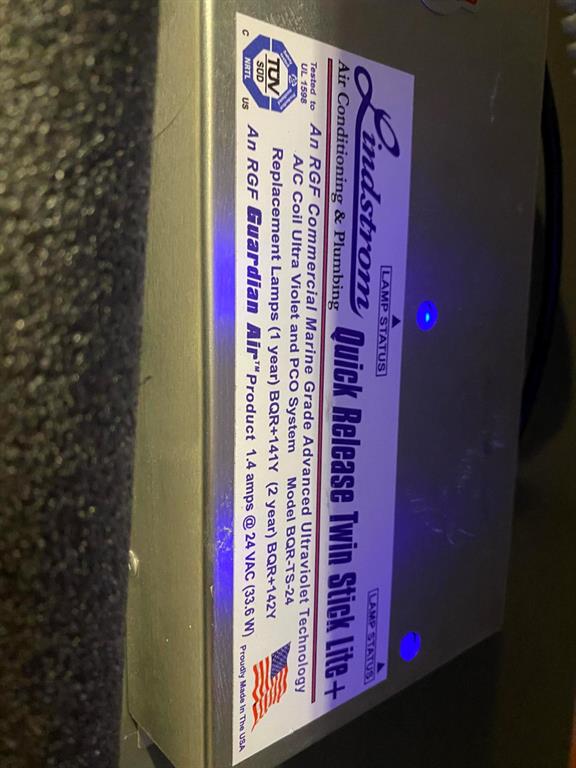 Lindstrom
Air Conditioning & Plumbing
LAMP STATUS
LAMP STATUS
Quick Release Twin Stick Lite+
TÜV
SÜD
C NRTL US
Tested to
UL 1598
An RGF Commercial Marine Grade Advanced Ultraviolet Technology
A/C Coil Ultra Violet and PCO System Model BQR-TS-24
Replacement Lamps (1 year) BQR+141Y (2 year) BQR+142Y
An RGF Guardian Air™ Product 1.4 amps @ 24 VAC (33.6 W) Proudly Made In The USA